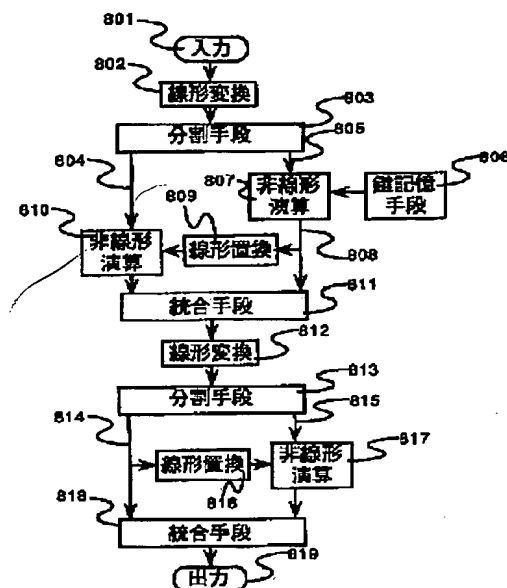 801
入力
802
線形変換
803
分割手段
805
804
806
807
非線形
演算
鍵記憶
手段
809
810
非線形
演算
線形置換
808
統合手段
811
812
線形変換
813
分割手段
815
814
線形置換
非線形
演算
817
816
818
統合手段
出力
819